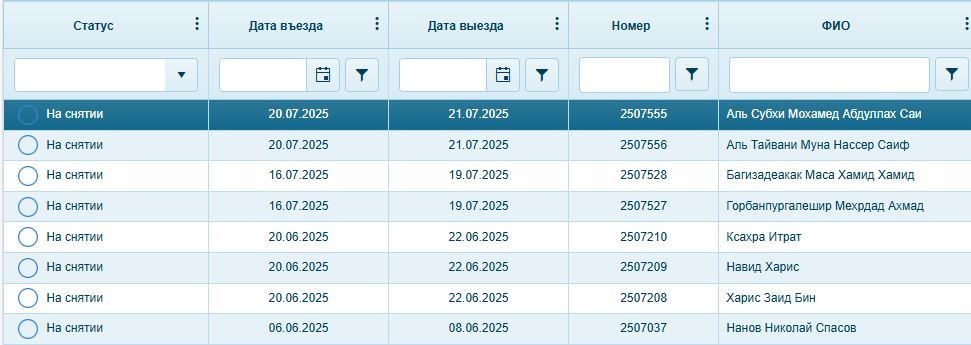 Статус Дата въезда Дата выезда Номер ФИО
На снятии 20.07.2025 21.07.2025 2507555 Аль Субхи Мохамед Абдуллах Саи
На снятии 20.07.2025 21.07.2025 2507556 Аль Тайвани Муна Нассер Саиф
На снятии 16.07.2025 19.07.2025 2507528 Багизадеакак Маса Хамид Хамид
На снятии 16.07.2025 19.07.2025 2507527 Горбанпургалешир Мехрдад Ахмад
На снятии 20.06.2025 22.06.2025 2507210 Ксахра Итрат
На снятии 20.06.2025 22.06.2025 2507209 Навид Харис
На снятии 20.06.2025 22.06.2025 2507208 Харис Заид Бин
На снятии 06.06.2025 08.06.2025 2507037 Нанов Николай Спасов